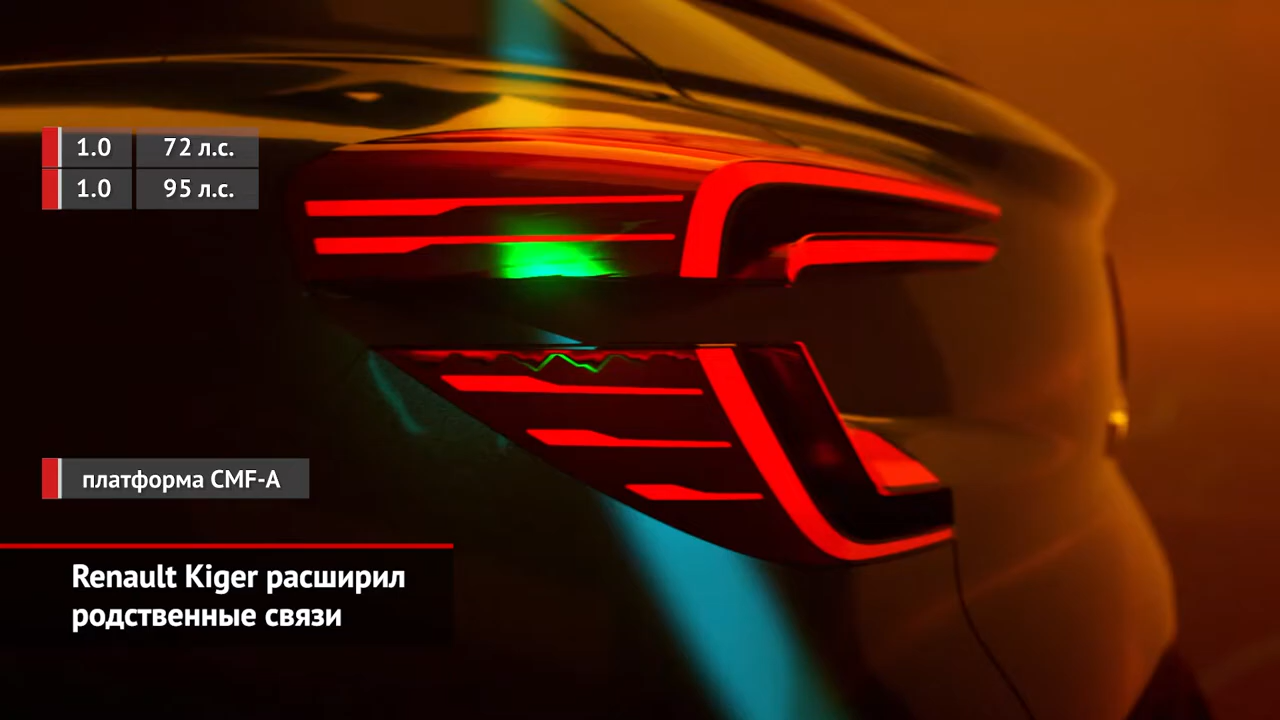 1.0 72 л.с.
1.0 95 л.с.
платформа CMF-A
Renault Kiger расширил
родственные связи